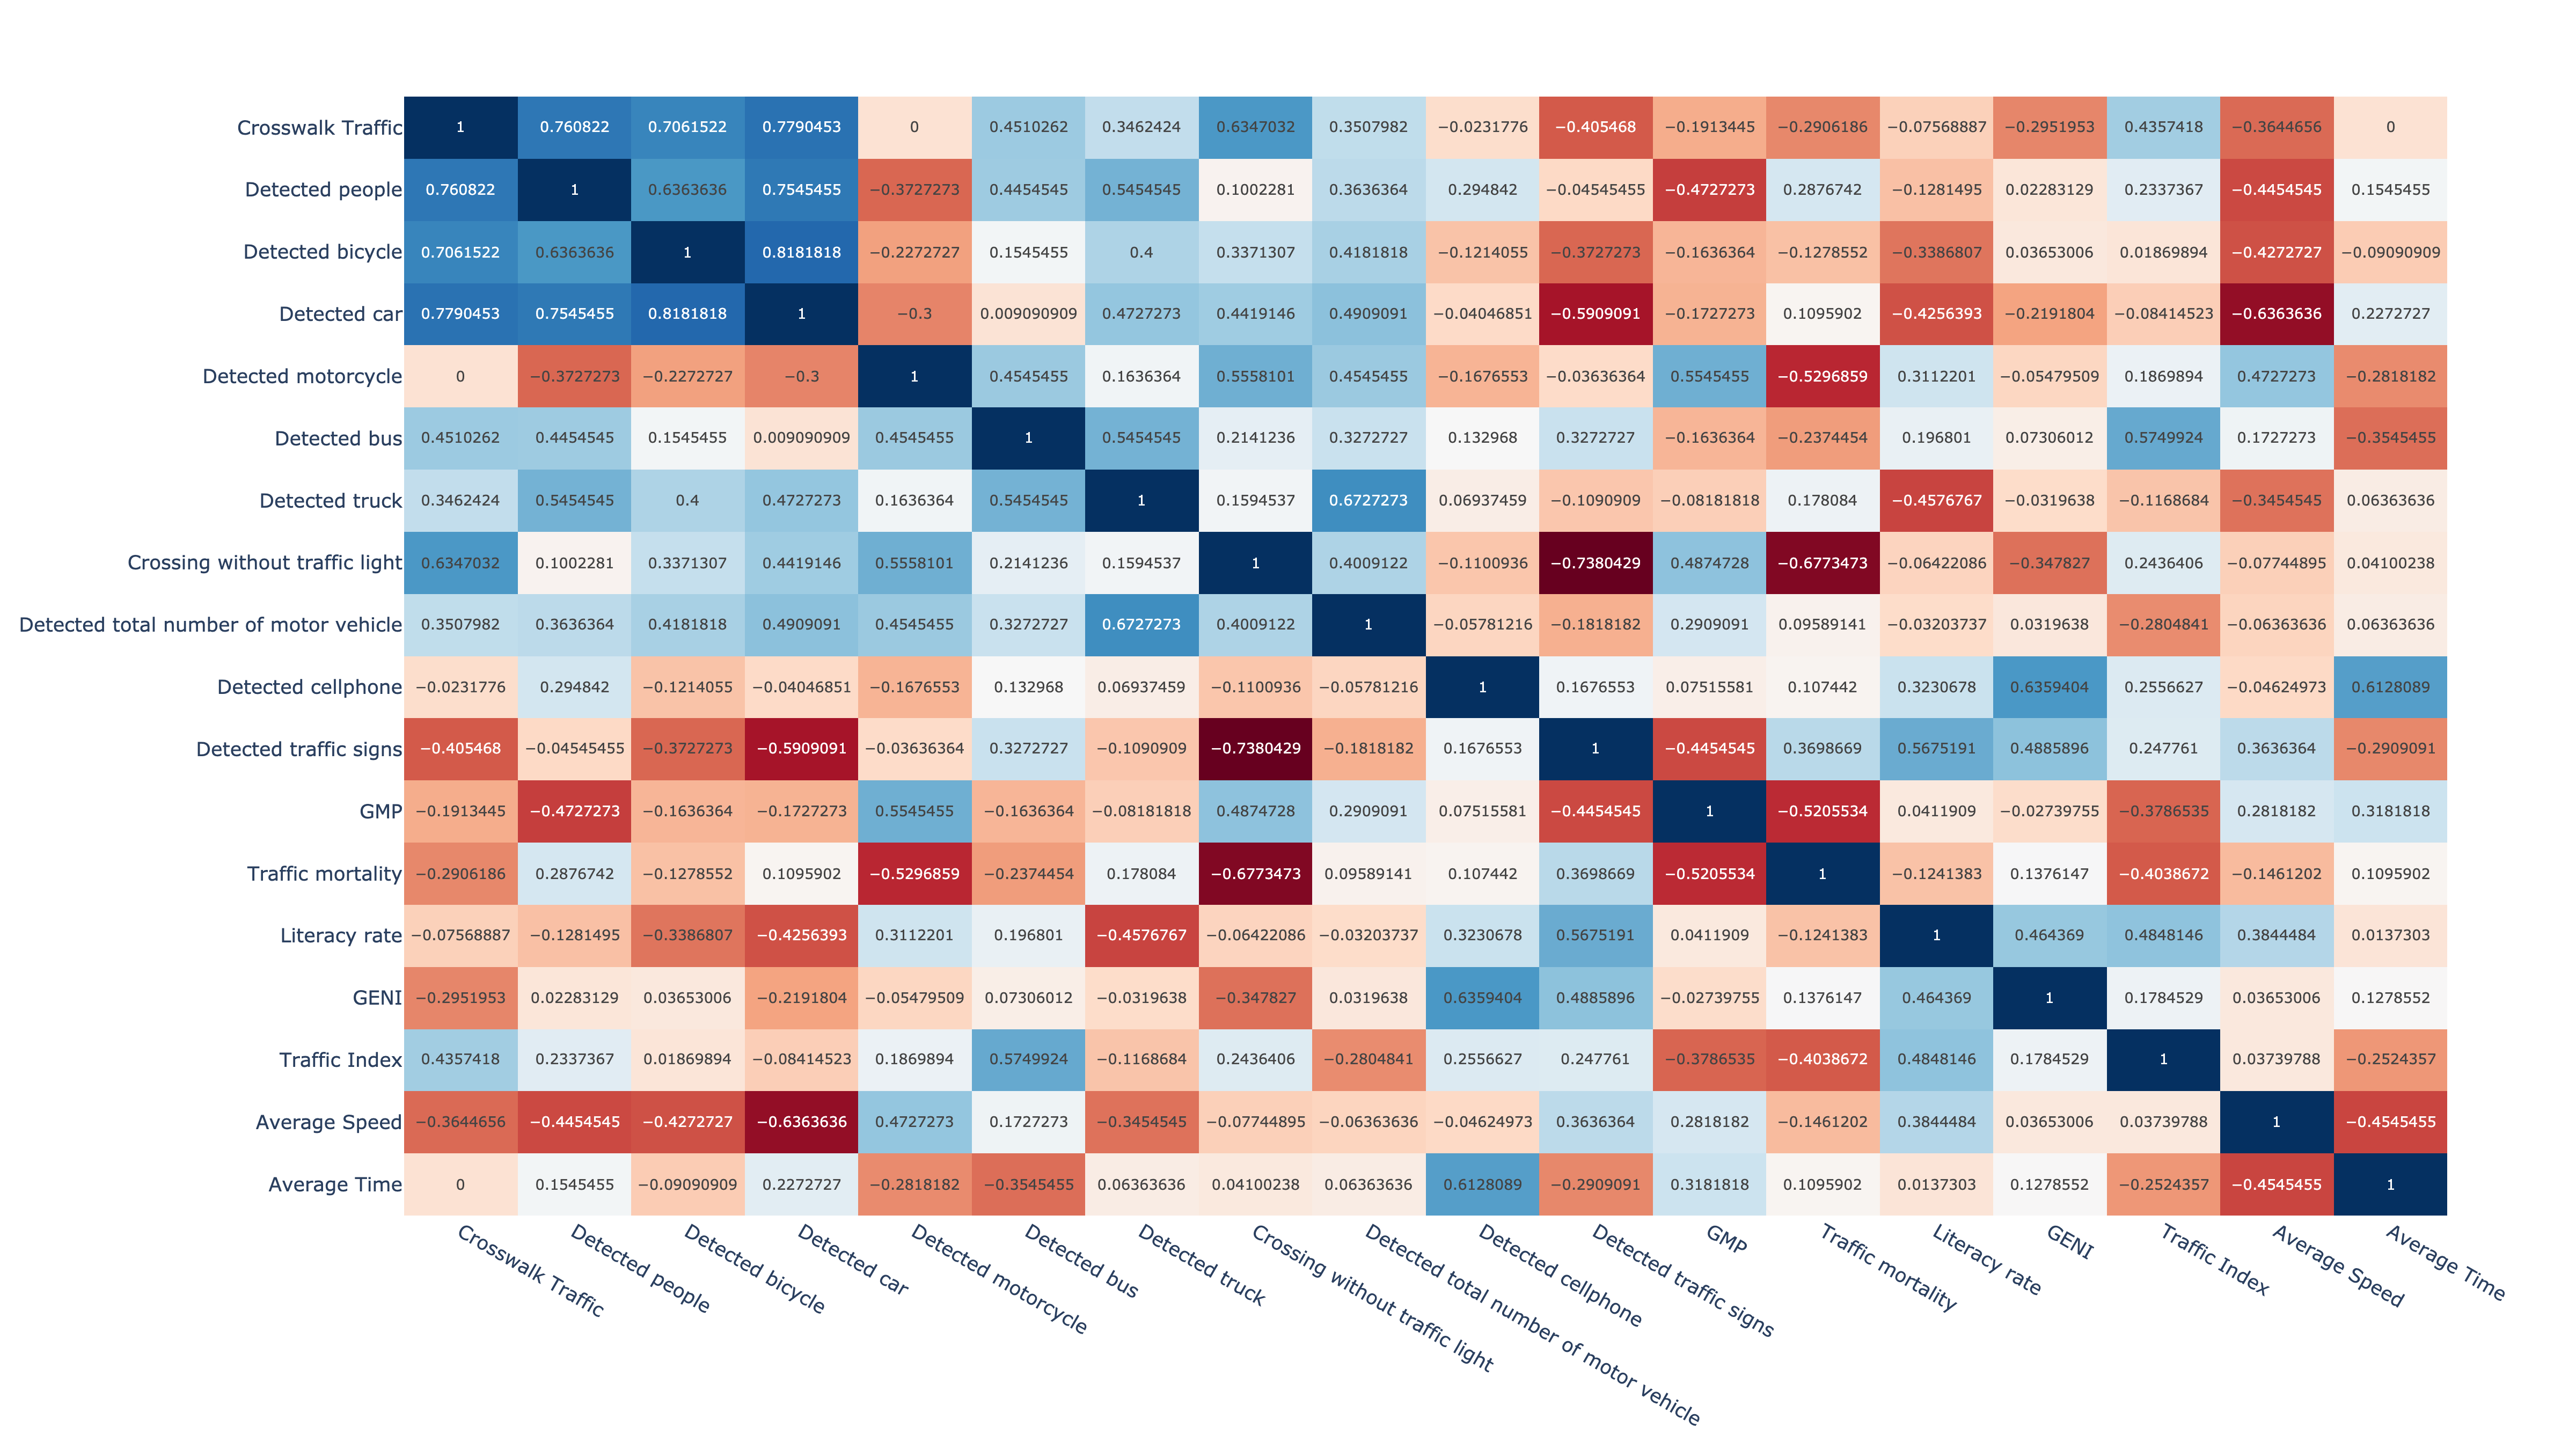 Crosswalk Traffic 1 0.760822 0.7061522 0.7790453 0 0.4510262 0.3462424 0.6347032 0.3507982 −0.0231776 −0.405468 −0.1913445 −0.2906186 −0.07568887 −0.2951953 0.4357418 −0.3644656 0
Detected people 0.760822 1 0.6363636 0.7545455 −0.3727273 0.4454545 0.5454545 0.1002281 0.3636364 0.294842 −0.04545455 −0.4727273 0.2876742 −0.1281495 0.02283129 0.2337367 −0.4454545 0.1545455
Detected bicycle 0.7061522 0.6363636 1 0.8181818 −0.2272727 0.1545455 0.4 0.3371307 0.4181818 −0.1214055 −0.3727273 −0.1636364 −0.1278552 −0.3386807 0.03653006 0.01869894 −0.4272727 −0.09090909
Detected car 0.7790453 0.7545455 0.8181818 1 −0.3 0.009090909 0.4727273 0.4419146 0.4909091 −0.04046851 −0.5909091 −0.1727273 0.1095902 −0.4256393 −0.2191804 −0.08414523 −0.6363636 0.2272727
Detected motorcycle 0 −0.3727273 −0.2272727 −0.3 1 0.4545455 0.1636364 0.5558101 0.4545455 −0.1676553 −0.03636364 0.5545455 −0.5296859 0.3112201 −0.05479509 0.1869894 0.4727273 −0.2818182
Detected bus 0.4510262 0.4454545 0.1545455 0.009090909 0.4545455 1 0.5454545 0.2141236 0.3272727 0.132968 0.3272727 −0.1636364 −0.2374454 0.196801 0.07306012 0.5749924 0.1727273 −0.3545455
Detected truck 0.3462424 0.5454545 0.4 0.4727273 0.1636364 0.5454545 1 0.1594537 0.6727273 0.06937459 −0.1090909 −0.08181818 0.178084 −0.4576767 −0.0319638 −0.1168684 −0.3454545 0.06363636
Crossing without traffic light 0.6347032 0.1002281 0.3371307 0.4419146 0.5558101 0.2141236 0.1594537 1 0.4009122 −0.1100936 −0.7380429 0.4874728 −0.6773473 −0.06422086 −0.347827 0.2436406 −0.07744895 0.04100238
Detected total number of motor vehicle 0.3507982 0.3636364 0.4181818 0.4909091 0.4545455 0.3272727 0.6727273 0.4009122 1 −0.05781216 −0.1818182 0.2909091 0.09589141 −0.03203737 0.0319638 −0.2804841 −0.06363636 0.06363636
Detected cellphone −0.0231776 0.294842 −0.1214055 −0.04046851 −0.1676553 0.132968 0.06937459 −0.1100936 −0.05781216 1 0.1676553 0.07515581 0.107442 0.3230678 0.6359404 0.2556627 −0.04624973 0.6128089
Detected traffic signs −0.405468 −0.04545455 −0.3727273 −0.5909091 −0.03636364 0.3272727 −0.1090909 −0.7380429 −0.1818182 0.1676553 1 −0.4454545 0.3698669 0.5675191 0.4885896 0.247761 0.3636364 −0.2909091
GMP −0.1913445 −0.4727273 −0.1636364 −0.1727273 0.5545455 −0.1636364 −0.08181818 0.4874728 0.2909091 0.07515581 −0.4454545 1 −0.5205534 0.0411909 −0.02739755 −0.3786535 0.2818182 0.3181818
Traffic mortality −0.2906186 0.2876742 −0.1278552 0.1095902 −0.5296859 −0.2374454 0.178084 −0.6773473 0.09589141 0.107442 0.3698669 −0.5205534 1 −0.1241383 0.1376147 −0.4038672 −0.1461202 0.1095902
Literacy rate −0.07568887 −0.1281495 −0.3386807 −0.4256393 0.3112201 0.196801 −0.4576767 −0.06422086 −0.03203737 0.3230678 0.5675191 0.0411909 −0.1241383 1 0.464369 0.4848146 0.3844484 0.0137303
GENI −0.2951953 0.02283129 0.03653006 −0.2191804 −0.05479509 0.07306012 −0.0319638 −0.347827 0.0319638 0.6359404 0.4885896 −0.02739755 0.1376147 0.464369 1 0.1784529 0.03653006 0.1278552
Traffic Index 0.4357418 0.2337367 0.01869894 −0.08414523 0.1869894 0.5749924 −0.1168684 0.2436406 −0.2804841 0.2556627 0.247761 −0.3786535 −0.4038672 0.4848146 0.1784529 1 0.03739788 −0.2524357
Average Speed −0.3644656 −0.4454545 −0.4272727 −0.6363636 0.4727273 0.1727273 −0.3454545 −0.07744895 −0.06363636 −0.04624973 0.3636364 0.2818182 −0.1461202 0.3844484 0.03653006 0.03739788 1 −0.4545455
Average Time 0 0.1545455 −0.09090909 0.2272727 −0.2818182 −0.3545455 0.06363636 0.04100238 0.06363636 0.6128089 −0.2909091 0.3181818 0.1095902 0.0137303 0.1278552 −0.2524357 −0.4545455 1
Crosswalk Traffic
Detected people
Detected bicycle
Detected car
Detected motorcycle
Detected bus
Detected truck
Crossing without traffic light
Detected total number of motor vehicle
Detected cellphone
Detected traffic signs
GMP
Traffic mortality
Literacy rate
GENI
Traffic Index
Average Speed
Average Time